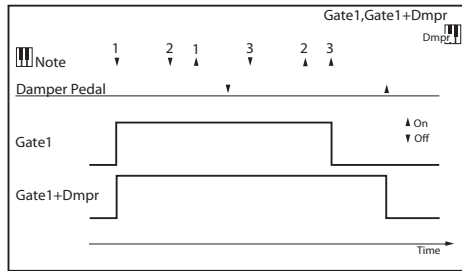 Gate1,Gate1+Dmpr
Dmpr
Note
1 2 1 3 2 3
Damper Pedal
On
Off
Gate1
Gate1+Dmpr
Time